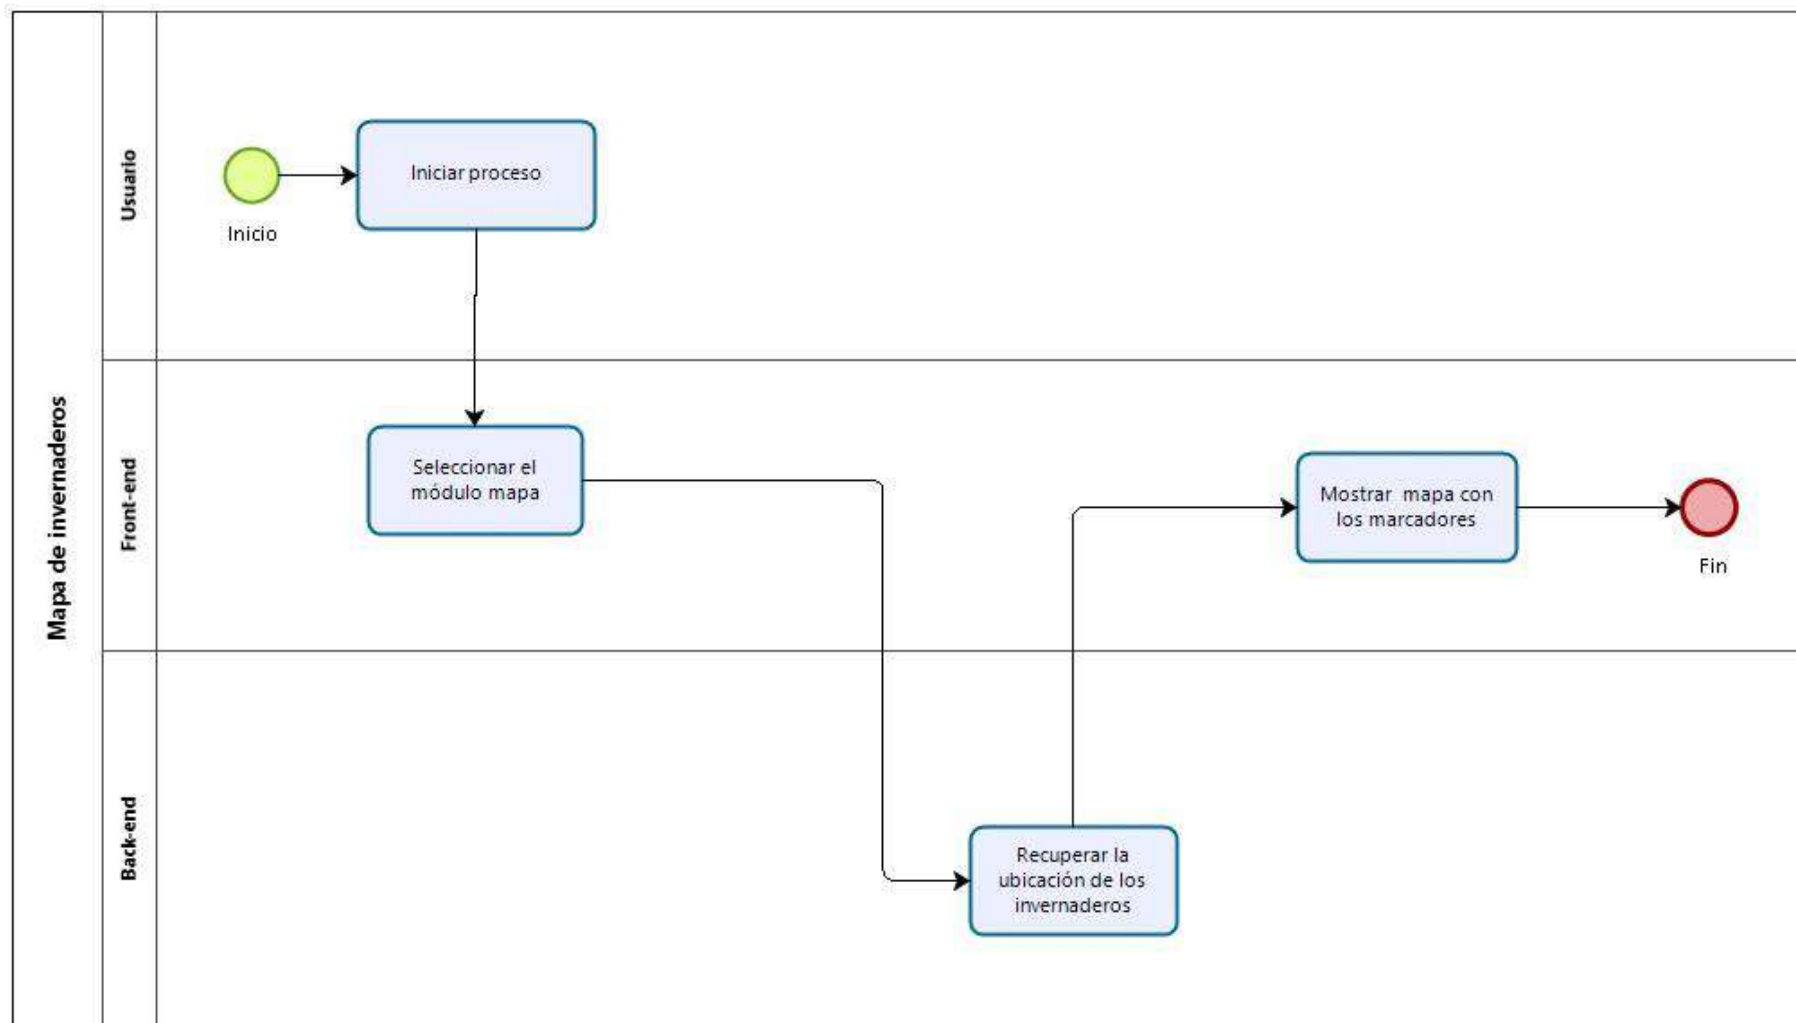 Mapa de invernaderos
Usuario
Inicio
Iniciar proceso
Front-end
Seleccionar el
módulo mapa
Mostrar mapa con
los marcadores
Fin
Back-end
Recuperar la
ubicación de los
invernaderos